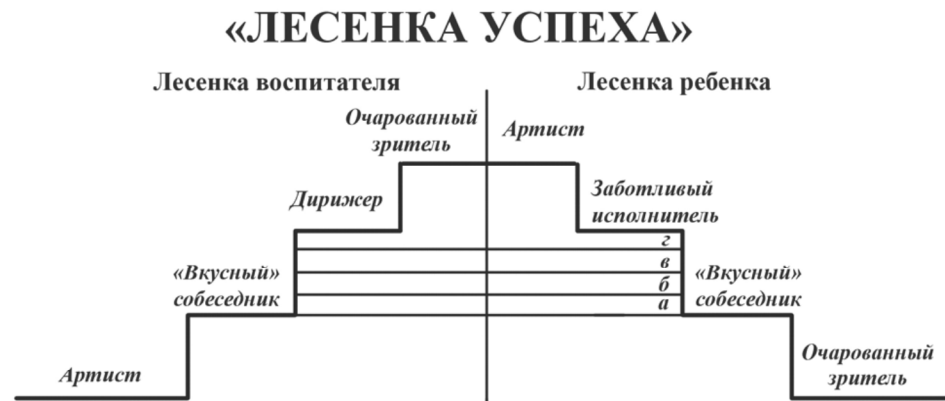 «ЛЕСЕНКА УСПЕХА»
Лесенка воспитателя
Лесенка ребенка
Очарованный
зритель
Артист
Дирижер
Заботливый
исполнитель
г
в
б
а
«Вкусный»
собеседник
«Вкусный»
собеседник
Артист
Очарованный
зритель